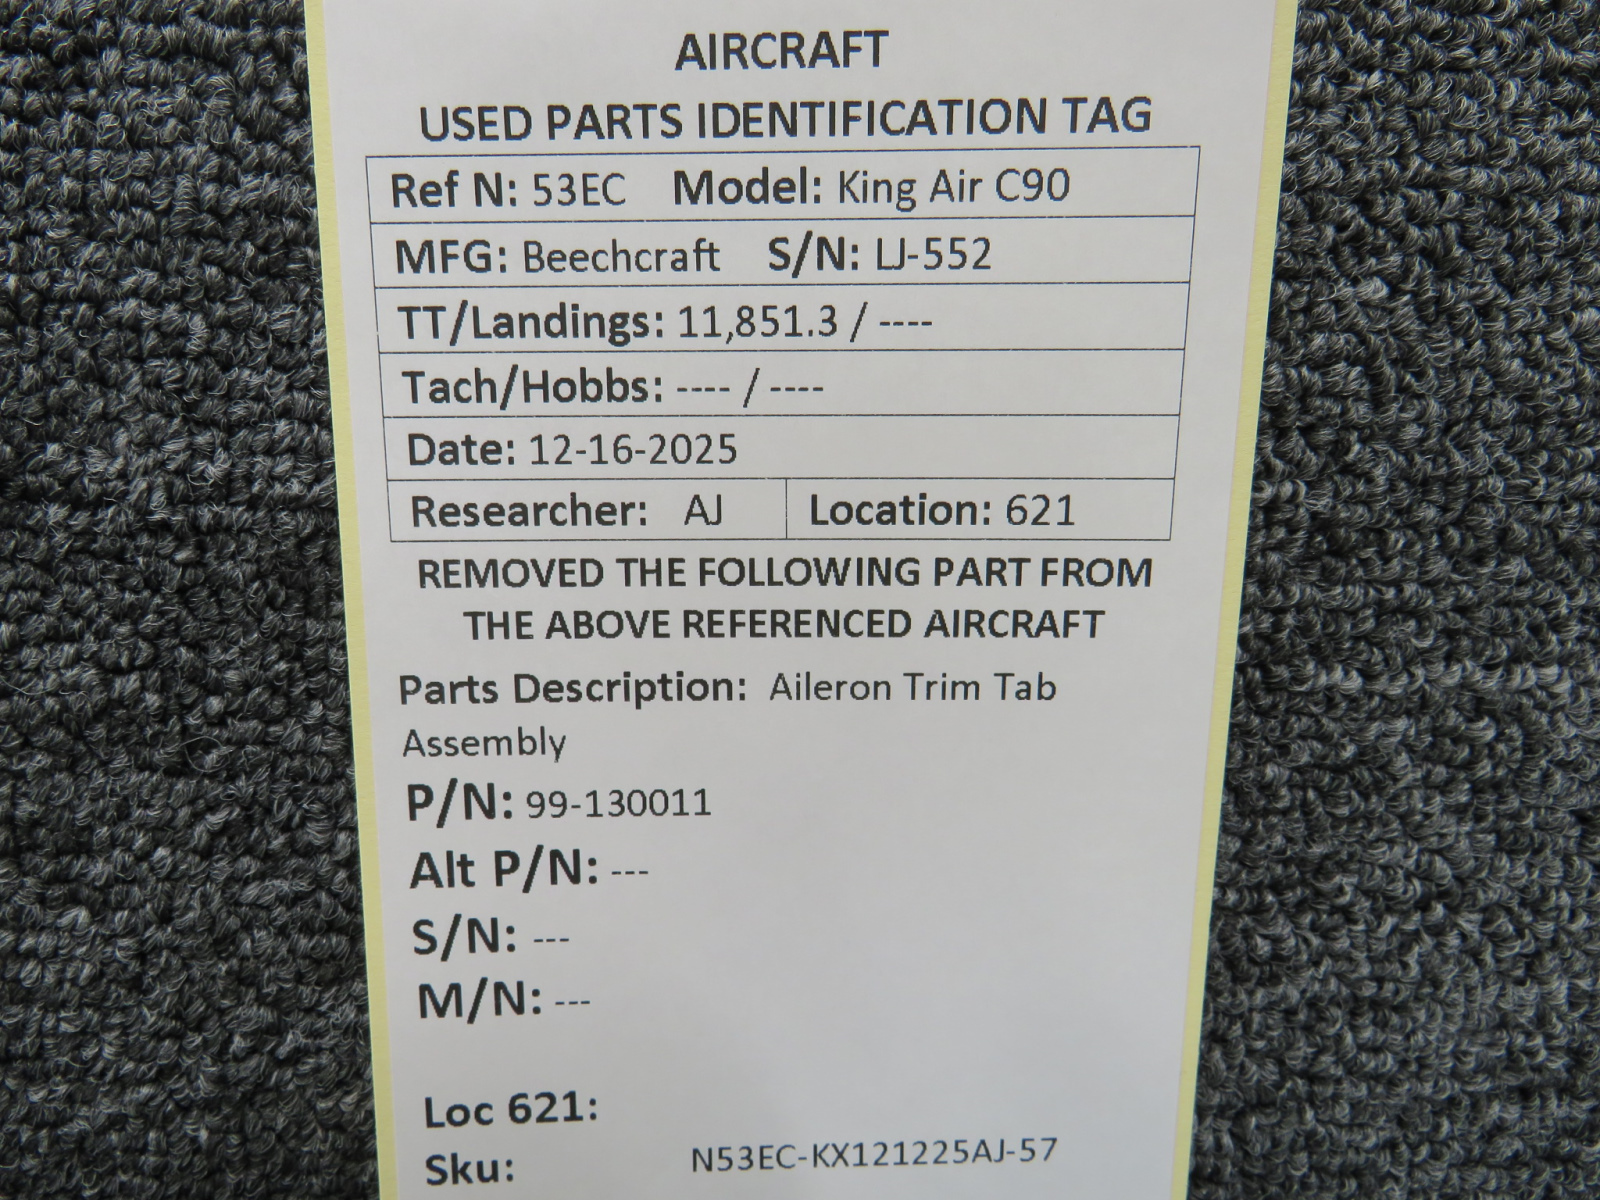 AIRCRAFT
USED PARTS IDENTIFICATION TAG
Ref N: 53EC Model: King Air C90
MFG: Beechcraft S/N: LJ-552
TT/Landings: 11,851.3 / ----
Tach/Hobbs: ---- / ----
Date: 12-16-2025
Researcher: AJ Location: 621
REMOVED THE FOLLOWING PART FROM
THE ABOVE REFERENCED AIRCRAFT
Parts Description: Aileron Trim Tab
Assembly
P/N: 99-130011
Alt P/N: ---
S/N: ---
M/N: ---
Loc 621:
Sku: N53EC-KX121225AJ-57